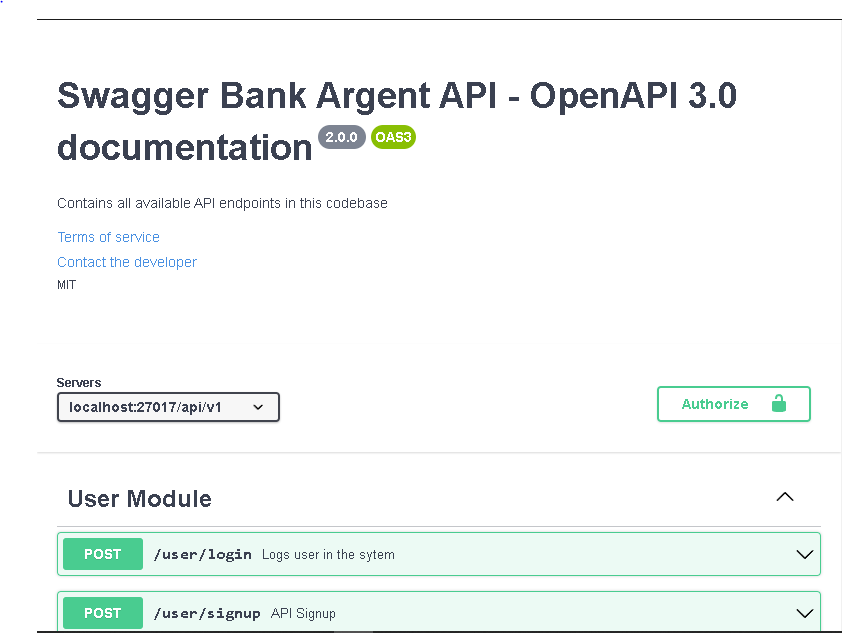 Swagger Bank Argent API - OpenAPI 3.0
documentation 2.0.0 OAS3
Contains all available API endpoints in this codebase
Terms of service
Contact the developer
MIT
Servers
localhost:27017/api/v1
Authorize
User Module
POST /user/login Logs user in the sytem
POST /user/signup API Signup